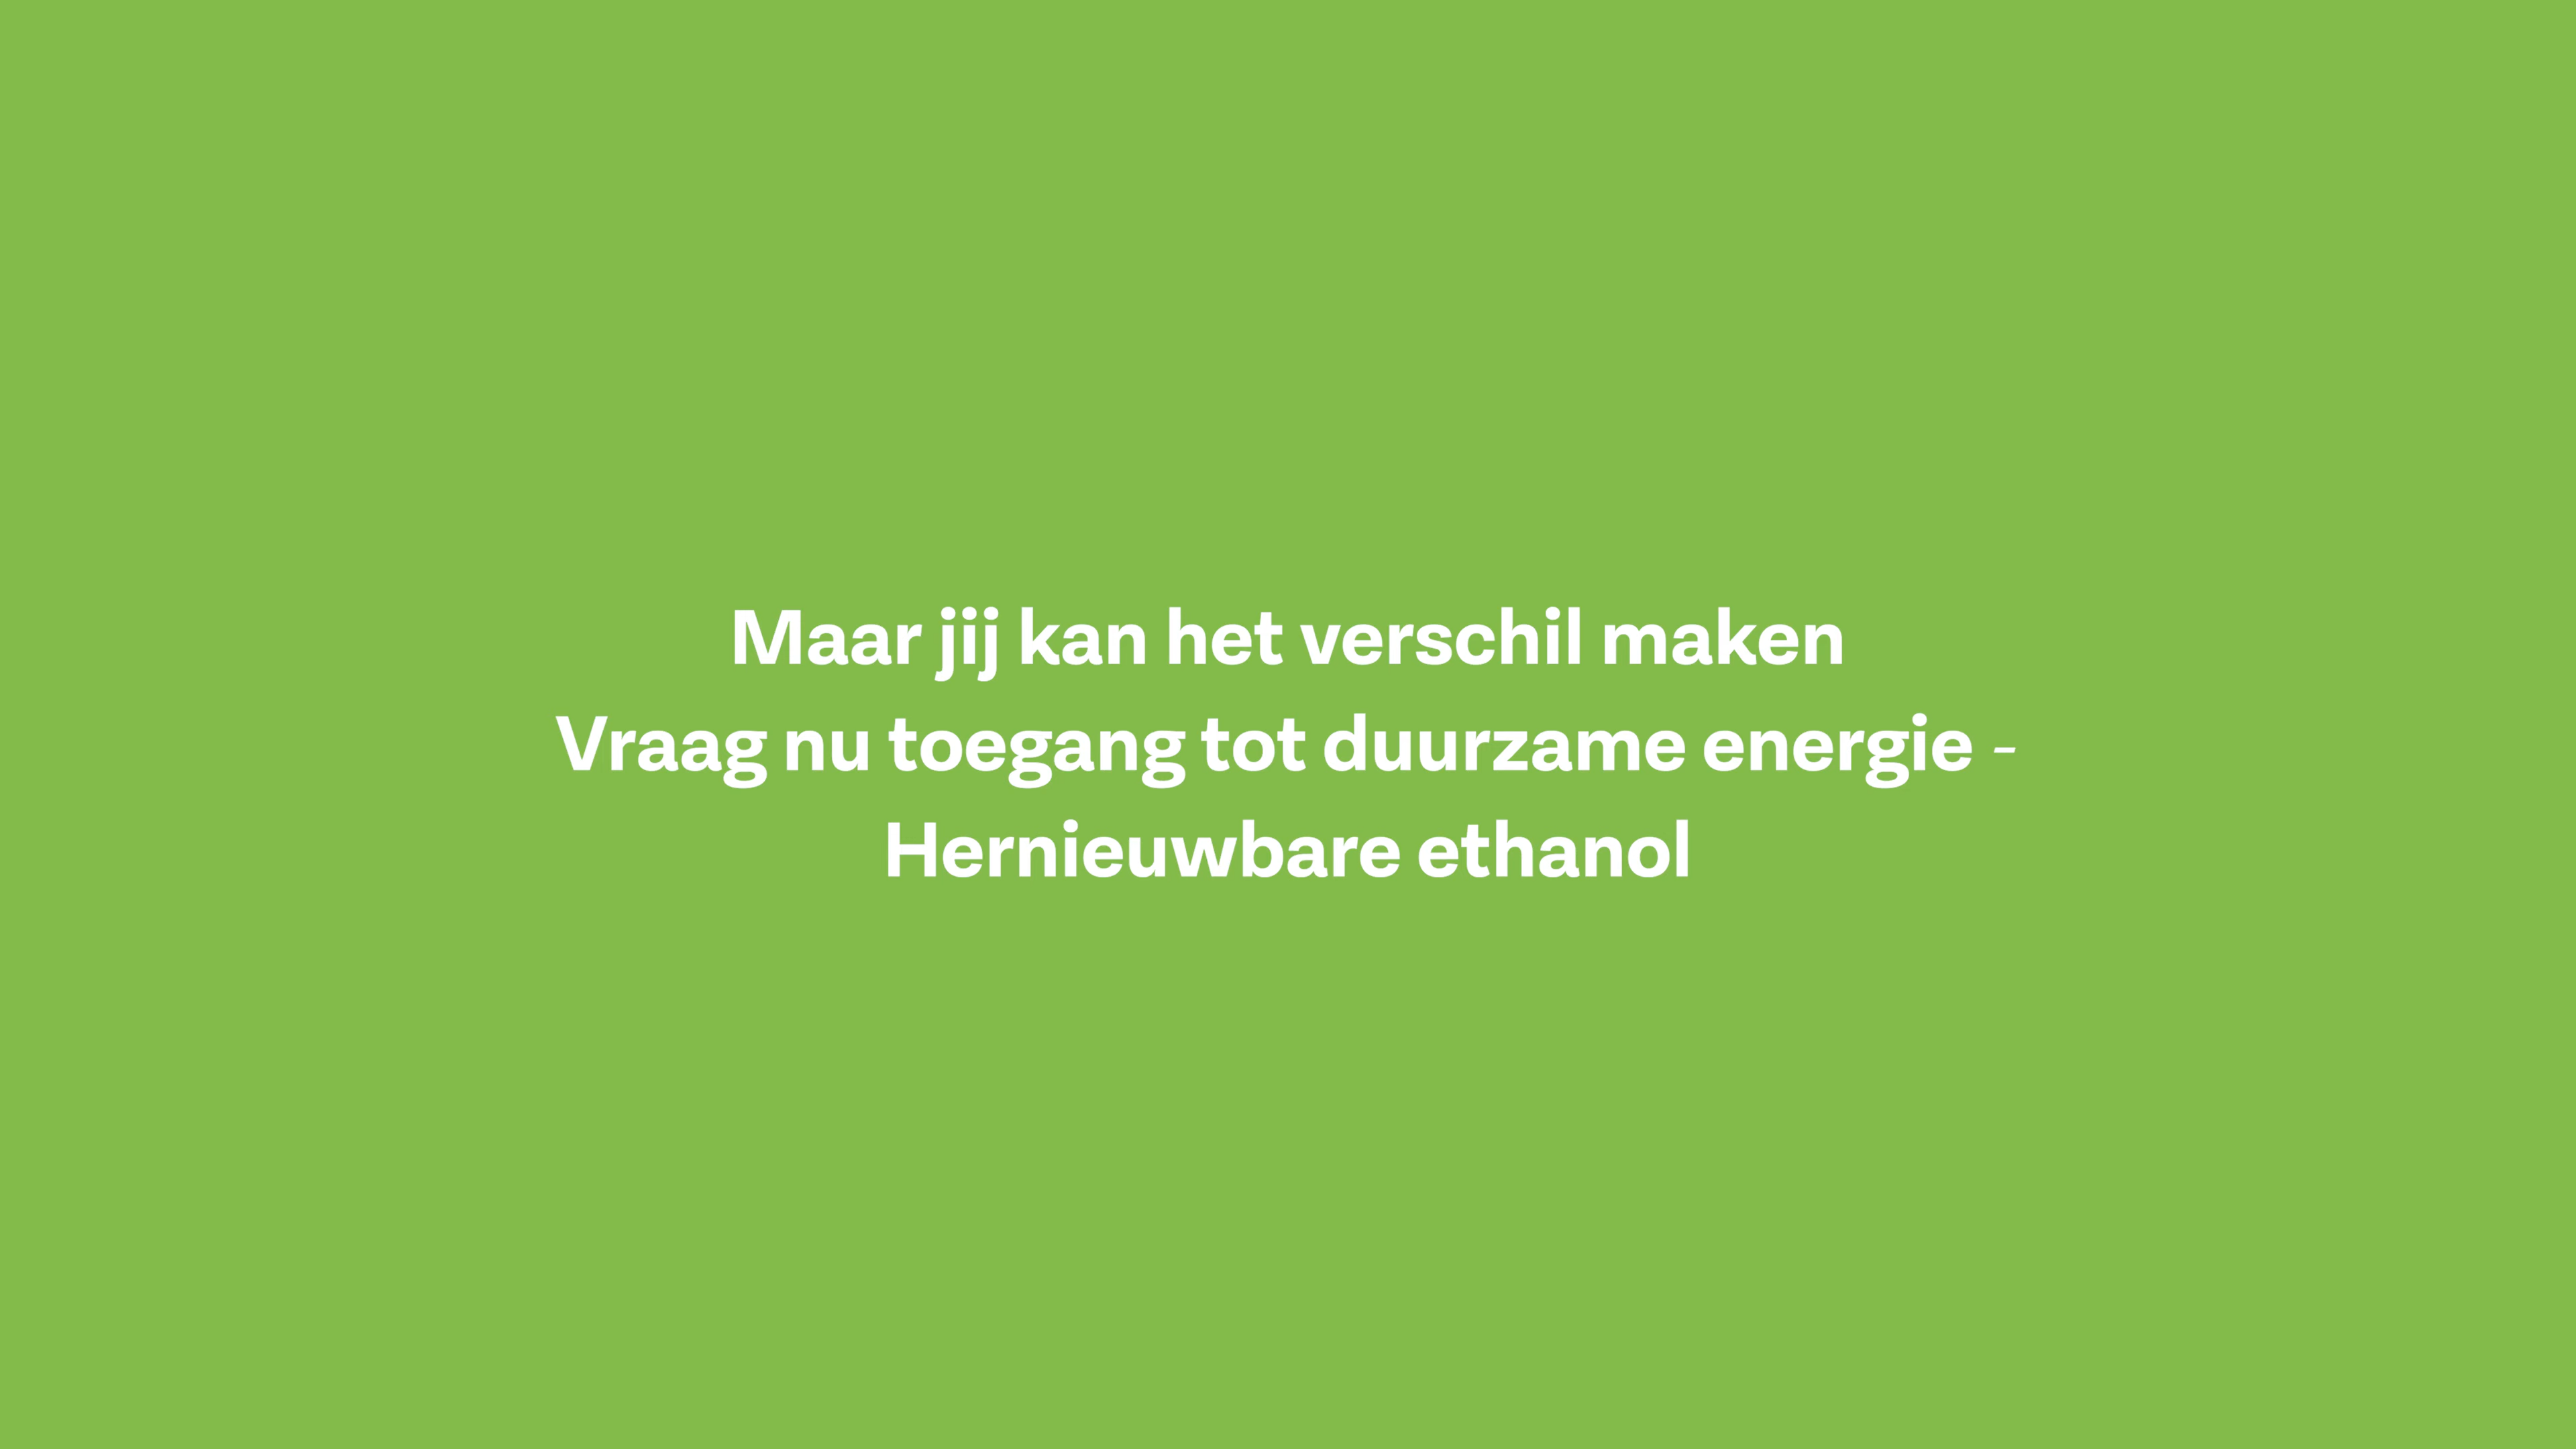 Maar jij kan het verschil maken
Vraag nu toegang tot duurzame energie -
Hernieuwbare ethanol